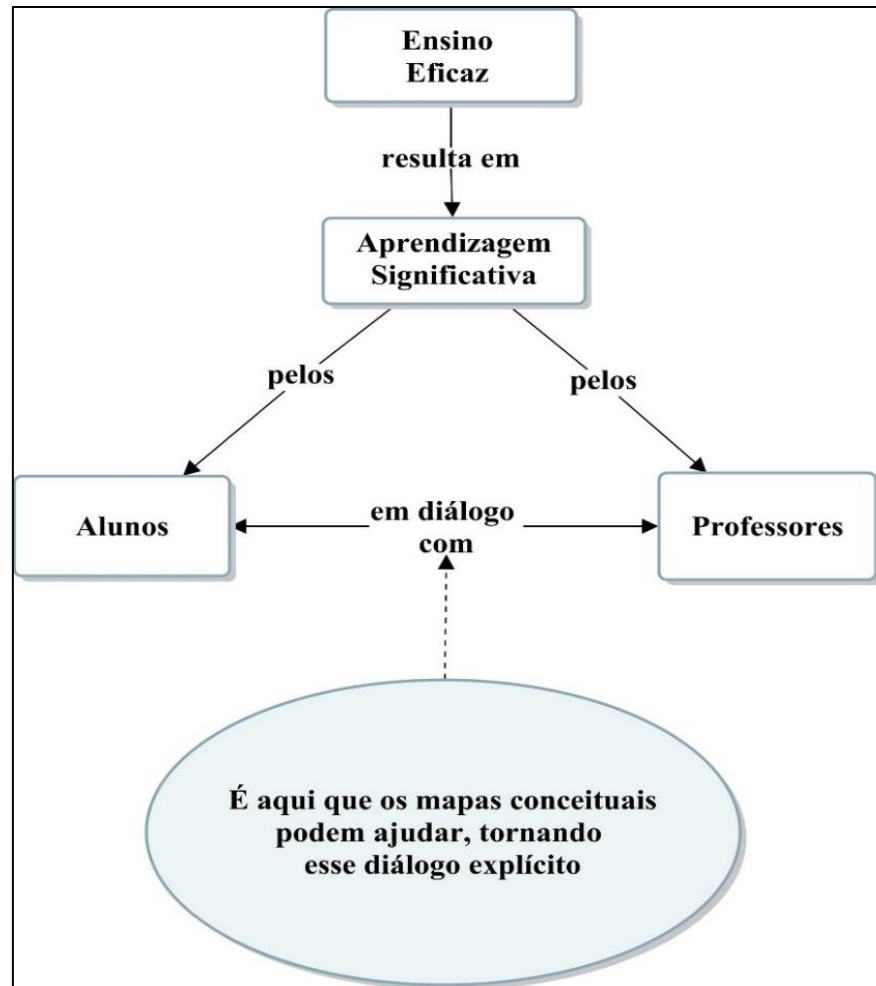 Ensino
Eficaz
resulta em
Aprendizagem
Significativa
pelos
pelos
Alunos
em diálogo
com
Professores
É aqui que os mapas conceituais
podem ajudar, tornando
esse diálogo explícito